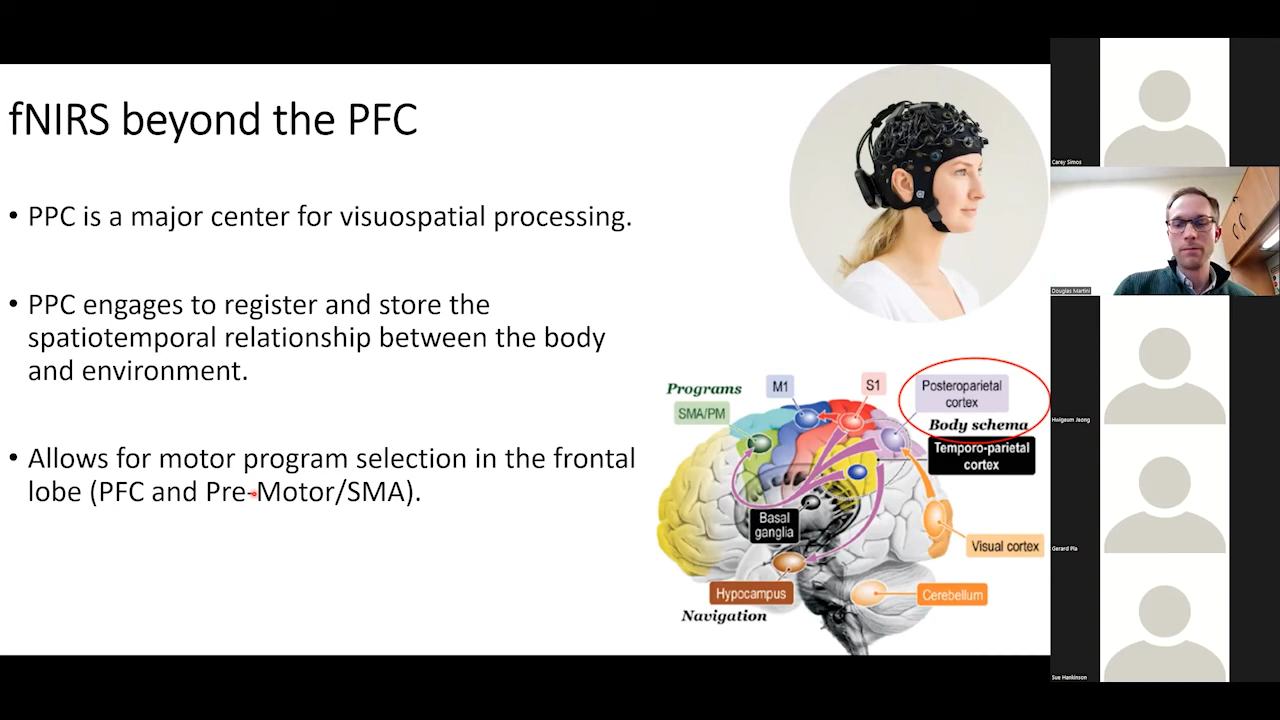 fNIRS beyond the PFC
• PPC is a major center for visuospatial processing.
• PPC engages to register and store the
spatiotemporal relationship between the body
and environment.
• Allows for motor program selection in the frontal
lobe (PFC and Pre-Motor/SMA).
Programs
M1
S1
Posteroparietal
cortex
SMA/PM
Body schema
Temporo-parietal
cortex
Basal
ganglia
Visual cortex
Hypocampus
Cerebellum
Navigation
Carey Simos
Douglas Martini
Hwigeum Jeong
Gerard Pla
Sue Hankinson